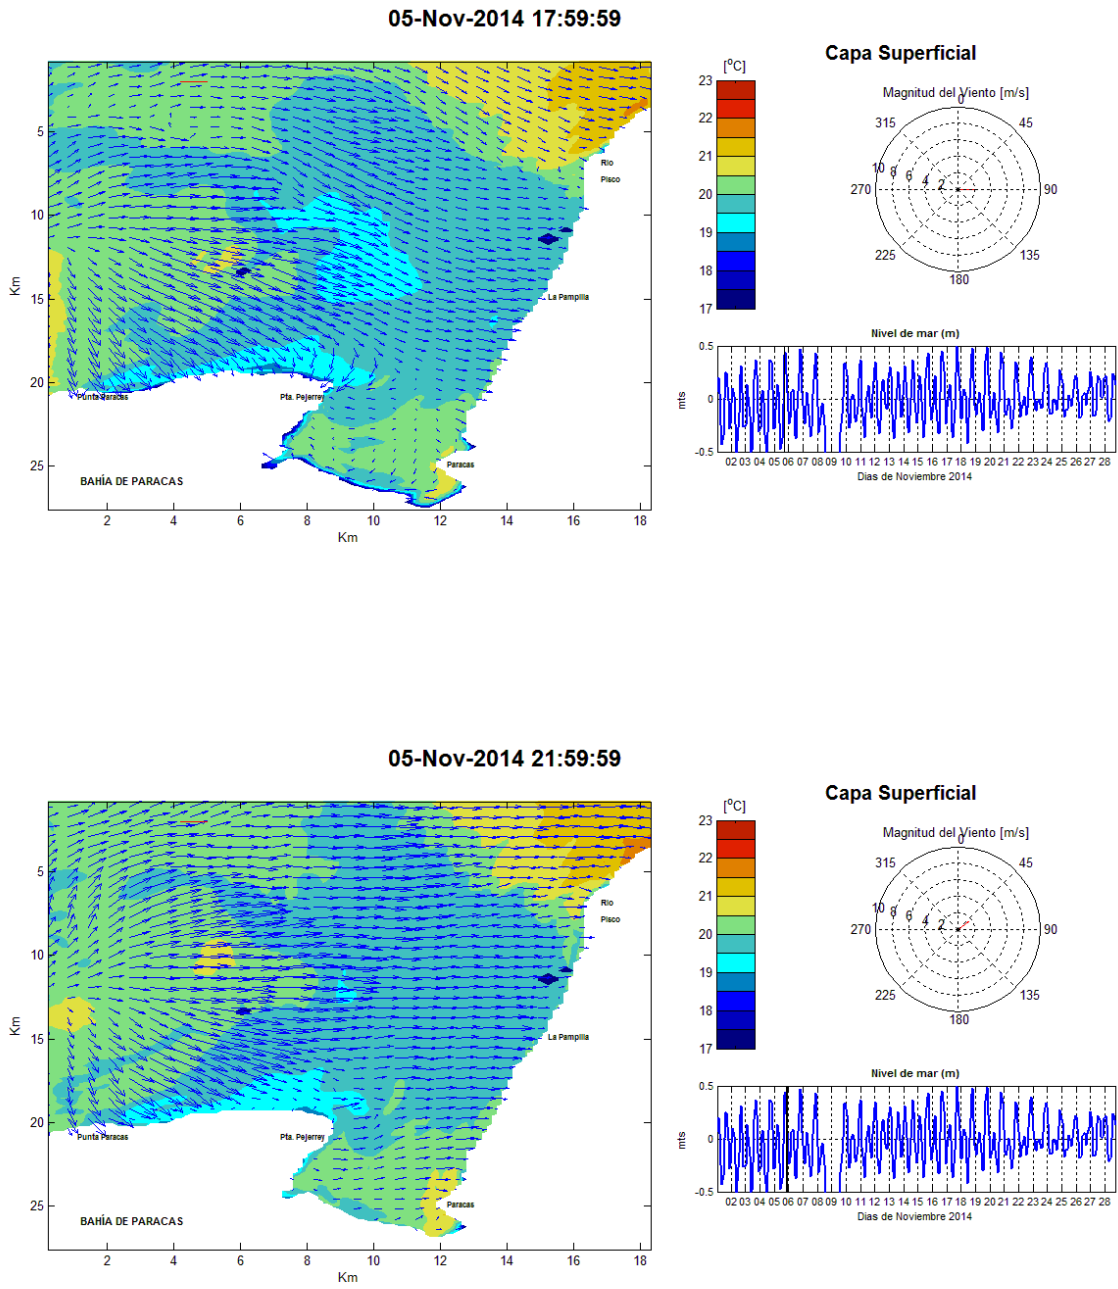 05-Nov-2014 17:59:59
Capa Superficial
[°C]
23
22
21
20
19
18
17
Magnitud del Viento [m/s]
0
45
90
135
180
225
270
315
10 8 6 4 2
5
10
15
20
25
Km
2 4 6 8 10 12 14 16 18
Km
Rio
Pisco
La Pampilla
Punta Paracas
Pta. Pejerrey
Paracas
BAHÍA DE PARACAS
Nivel de mar (m)
0.5
0
-0.5
mts
02 03 04 05 06 07 08 09 10 11 12 13 14 15 16 17 18 19 20 21 22 23 24 25 26 27 28
Dias de Noviembre 2014
05-Nov-2014 21:59:59
Capa Superficial
[°C]
23
22
21
20
19
18
17
Magnitud del Viento [m/s]
0
45
90
135
180
225
270
315
10 8 6 4 2
5
10
15
20
25
Km
2 4 6 8 10 12 14 16 18
Km
Rio
Pisco
La Pampilla
Punta Paracas
Pta. Pejerrey
Paracas
BAHÍA DE PARACAS
Nivel de mar (m)
0.5
0
-0.5
mts
02 03 04 05 06 07 08 09 10 11 12 13 14 15 16 17 18 19 20 21 22 23 24 25 26 27 28
Dias de Noviembre 2014